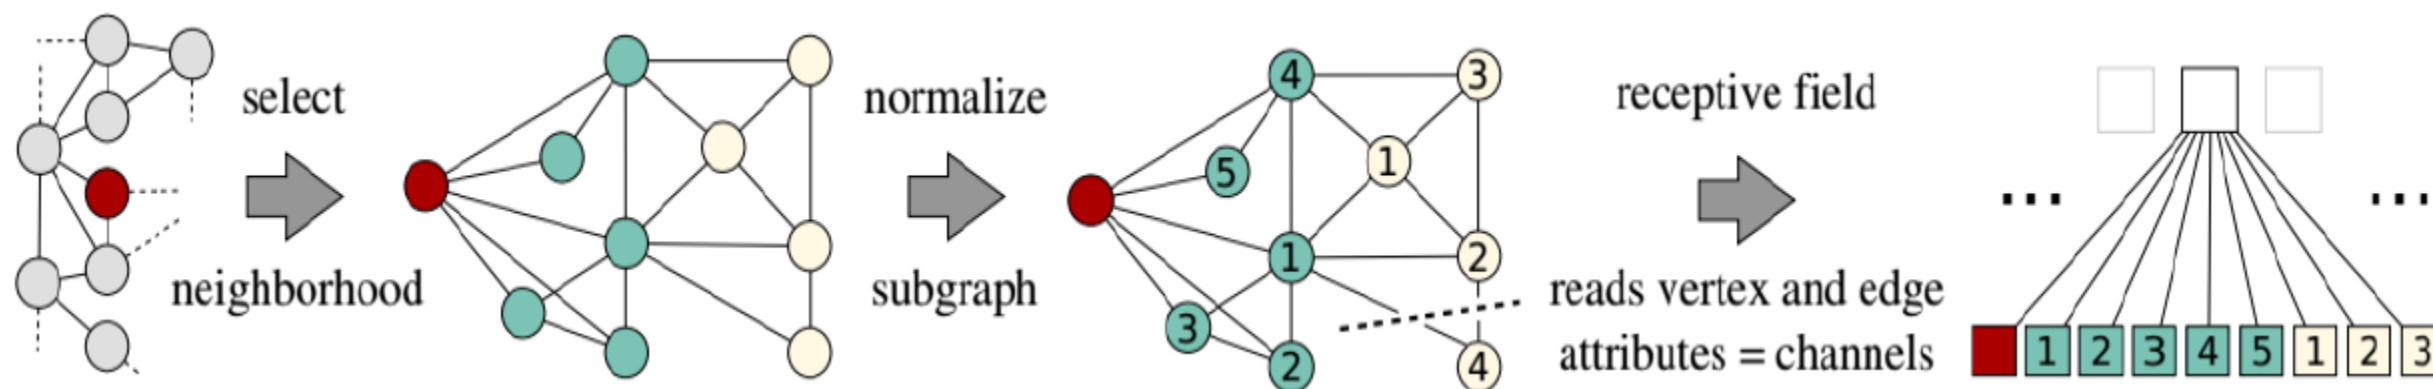 select
neighborhood
normalize
subgraph
4 3
5 1
1 2
3
2 4
receptive field
reads vertex and edge
attributes = channels
... ...
1 2 3 4 5 1 2 3